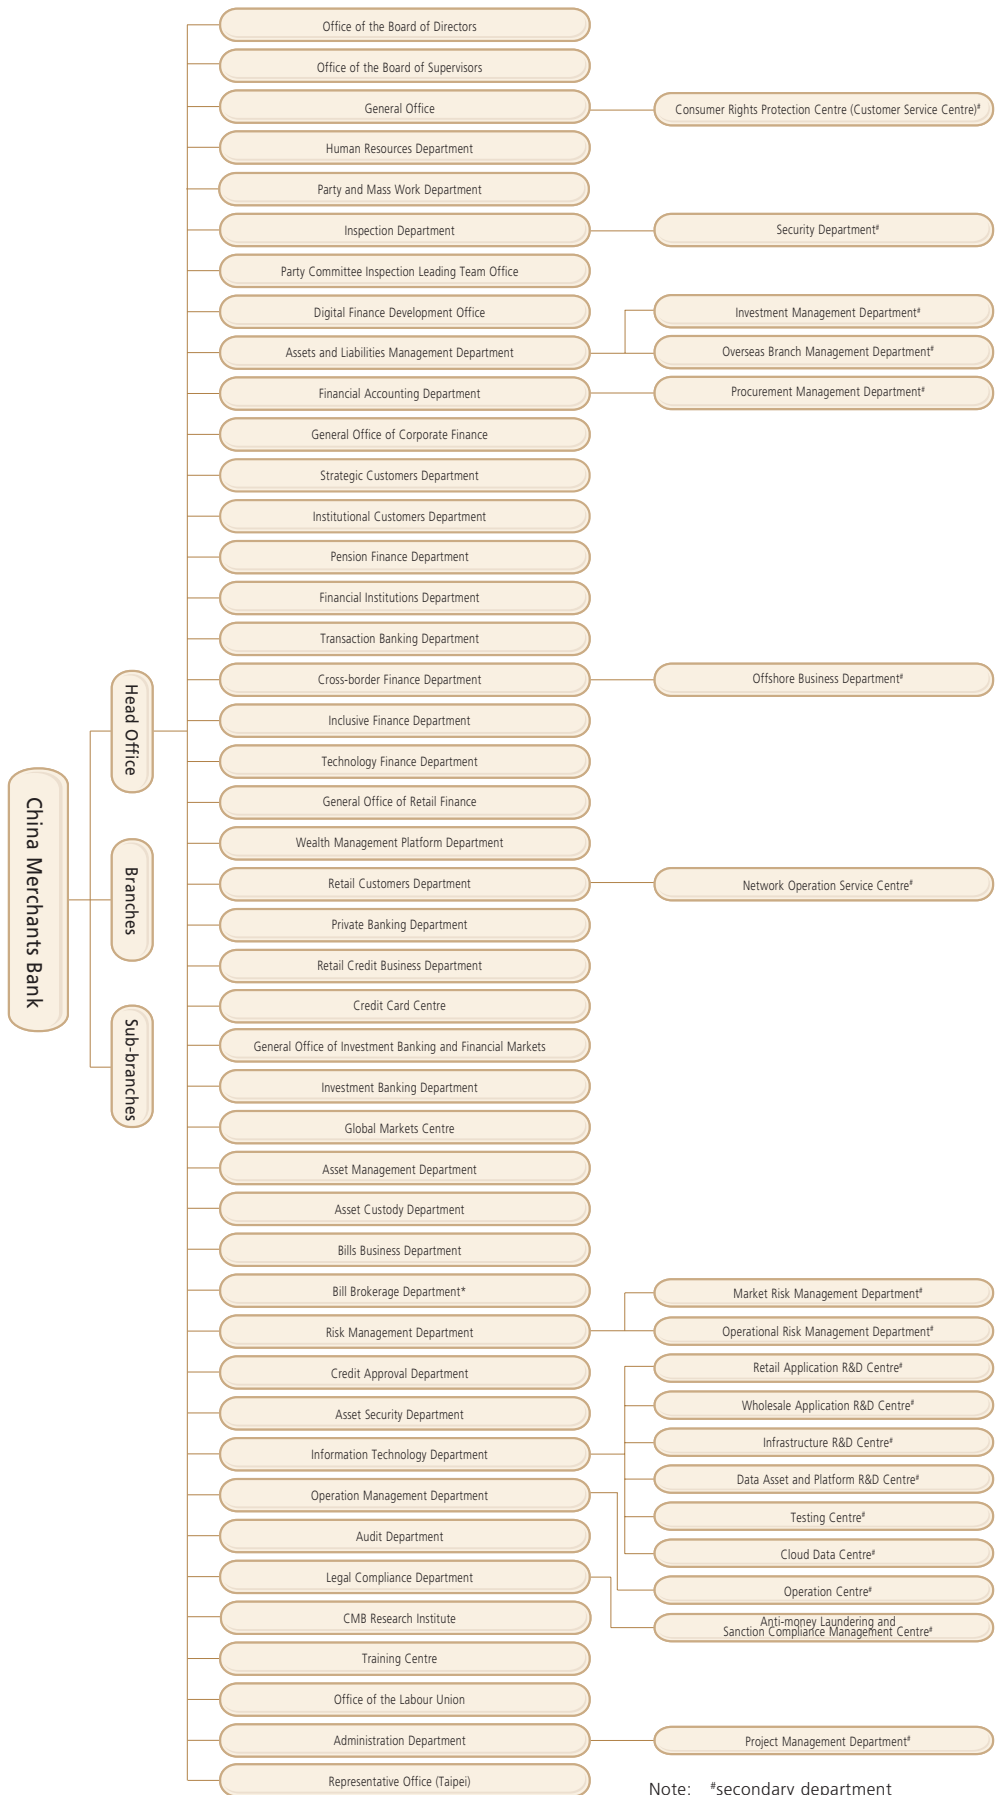 China Merchants Bank
Head Office
Branches
Sub-branches
Office of the Board of Directors
Office of the Board of Supervisors
General Office
Consumer Rights Protection Centre (Customer Service Centre)#
Human Resources Department
Party and Mass Work Department
Inspection Department
Security Department#
Party Committee Inspection Leading Team Office
Digital Finance Development Office
Assets and Liabilities Management Department
Investment Management Department#
Overseas Branch Management Department#
Financial Accounting Department
Procurement Management Department#
General Office of Corporate Finance
Strategic Customers Department
Institutional Customers Department
Pension Finance Department
Financial Institutions Department
Transaction Banking Department
Cross-border Finance Department
Offshore Business Department#
Inclusive Finance Department
Technology Finance Department
General Office of Retail Finance
Wealth Management Platform Department
Retail Customers Department
Network Operation Service Centre#
Private Banking Department
Retail Credit Business Department
Credit Card Centre
General Office of Investment Banking and Financial Markets
Investment Banking Department
Global Markets Centre
Asset Management Department
Asset Custody Department
Bills Business Department
Bill Brokerage Department*
Risk Management Department
Market Risk Management Department#
Operational Risk Management Department#
Credit Approval Department
Asset Security Department
Information Technology Department
Retail Application R&D Centre#
Wholesale Application R&D Centre#
Infrastructure R&D Centre#
Data Asset and Platform R&D Centre#
Testing Centre#
Cloud Data Centre#
Operation Management Department
Operation Centre#
Audit Department
Legal Compliance Department
Anti-money Laundering and
Sanction Compliance Management Centre#
CMB Research Institute
Training Centre
Office of the Labour Union
Administration Department
Project Management Department#
Representative Office (Taipei)
Note: #secondary department